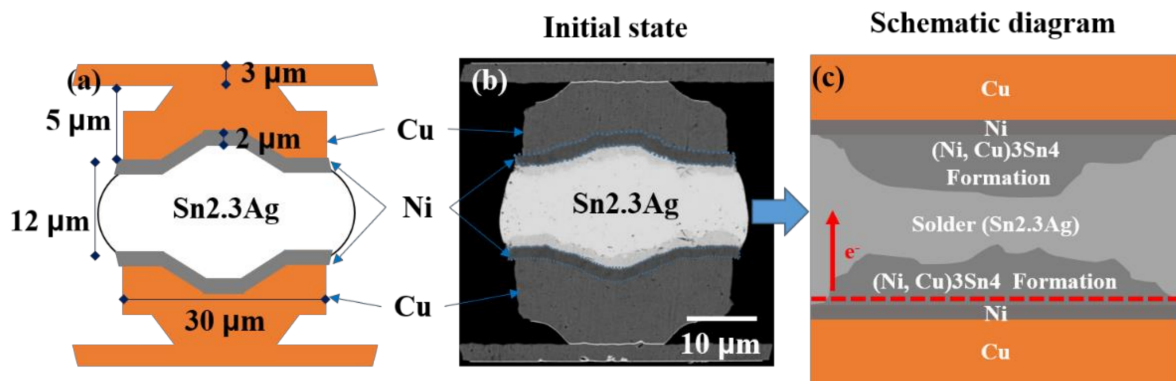 Initial state
Schematic diagram
(a)
3 μm
5 μm
2 μm
Cu
12 μm
Sn2.3Ag
Ni
30 μm
Cu
(b)
Sn2.3Ag
10 μm
(c)
Cu
Ni
(Ni, Cu)3Sn4
Formation
Solder (Sn2.3Ag)
e-
(Ni, Cu)3Sn4 Formation
Ni
Cu